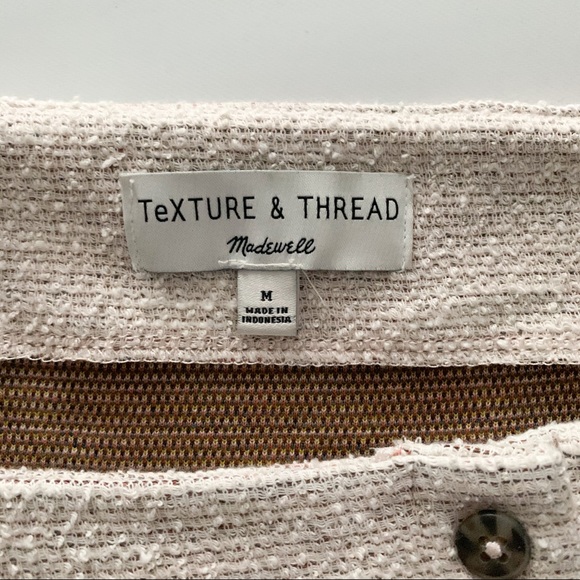 TeXTURE & THREAD
Madewell
M
MADE IN
INDONESIA